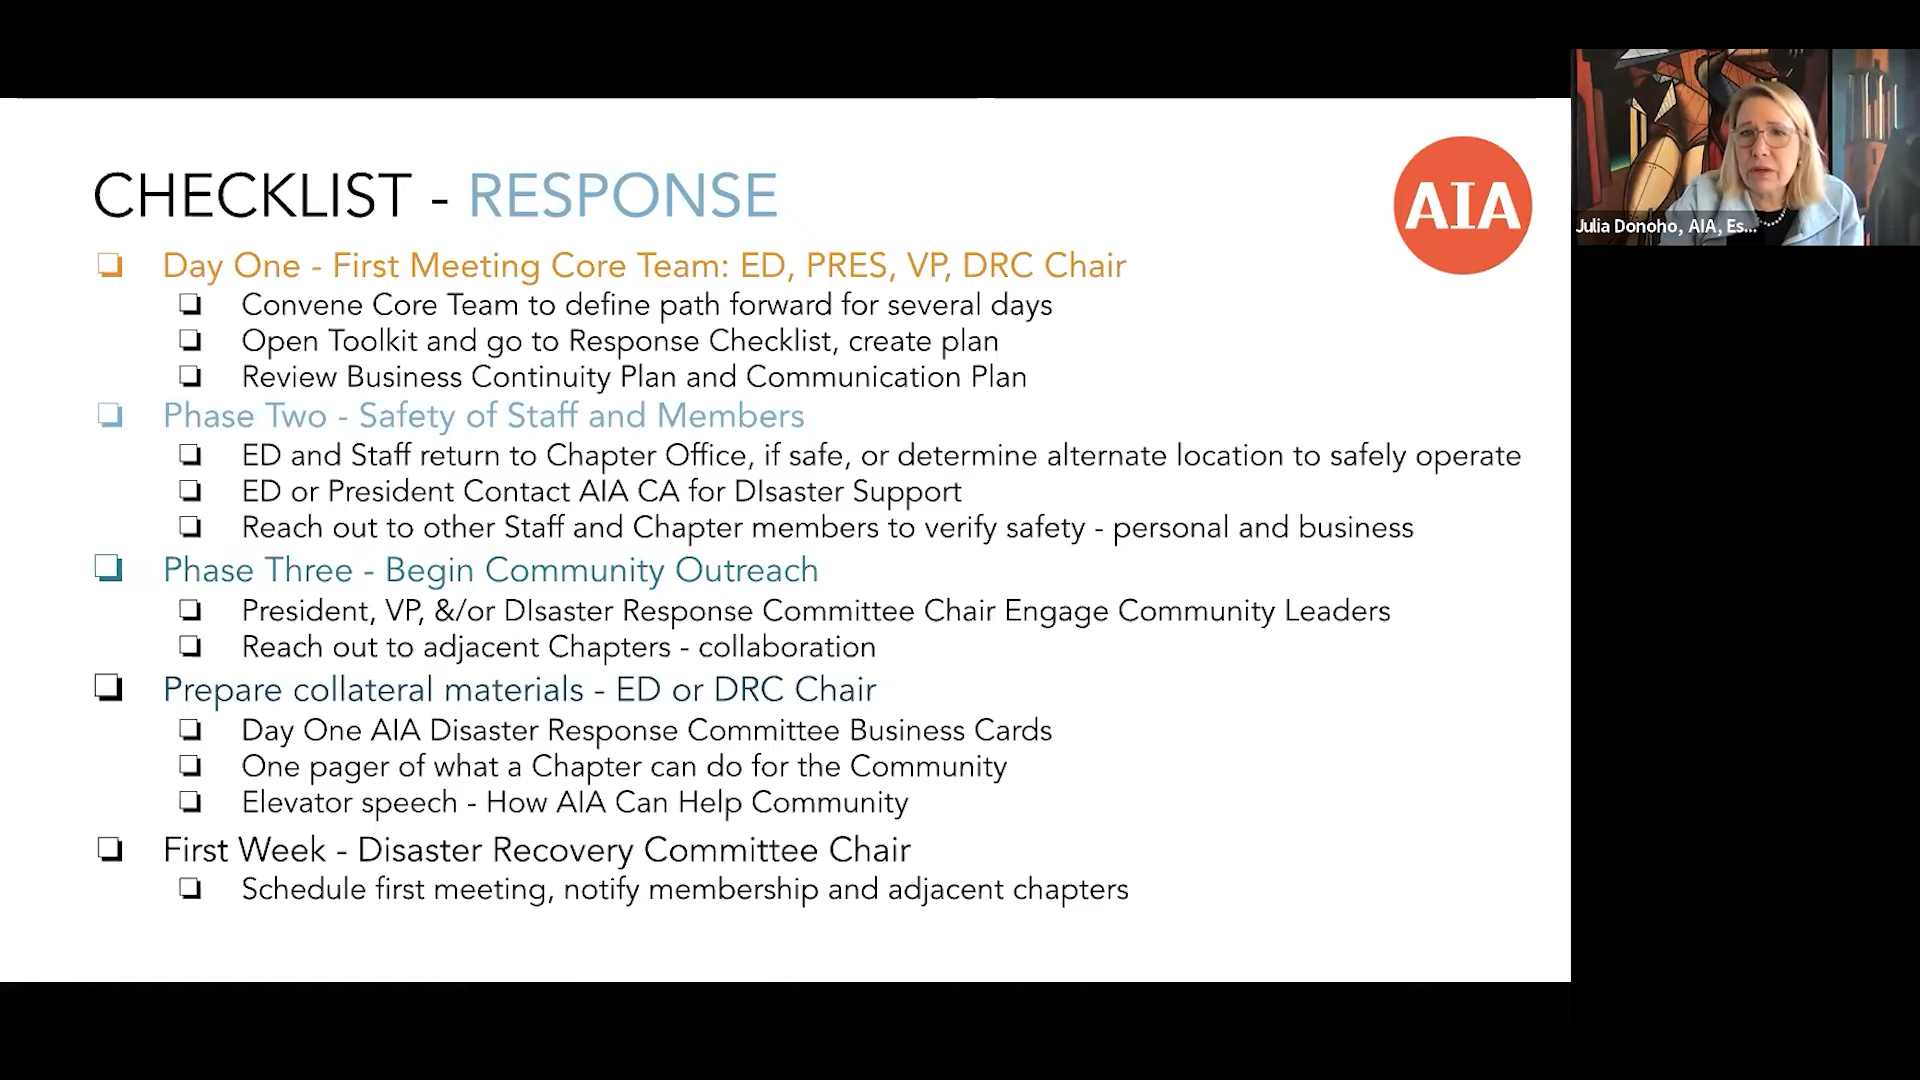 CHECKLIST - RESPONSE
AIA
Julia Donoho, AIA, Es...
Day One - First Meeting Core Team: ED, PRES, VP, DRC Chair
Convene Core Team to define path forward for several days
Open Toolkit and go to Response Checklist, create plan
Review Business Continuity Plan and Communication Plan
Phase Two - Safety of Staff and Members
ED and Staff return to Chapter Office, if safe, or determine alternate location to safely operate
ED or President Contact AIA CA for DIsaster Support
Reach out to other Staff and Chapter members to verify safety - personal and business
Phase Three - Begin Community Outreach
President, VP, &/or DIsaster Response Committee Chair Engage Community Leaders
Reach out to adjacent Chapters - collaboration
Prepare collateral materials - ED or DRC Chair
Day One AIA Disaster Response Committee Business Cards
One pager of what a Chapter can do for the Community
Elevator speech - How AIA Can Help Community
First Week - Disaster Recovery Committee Chair
Schedule first meeting, notify membership and adjacent chapters